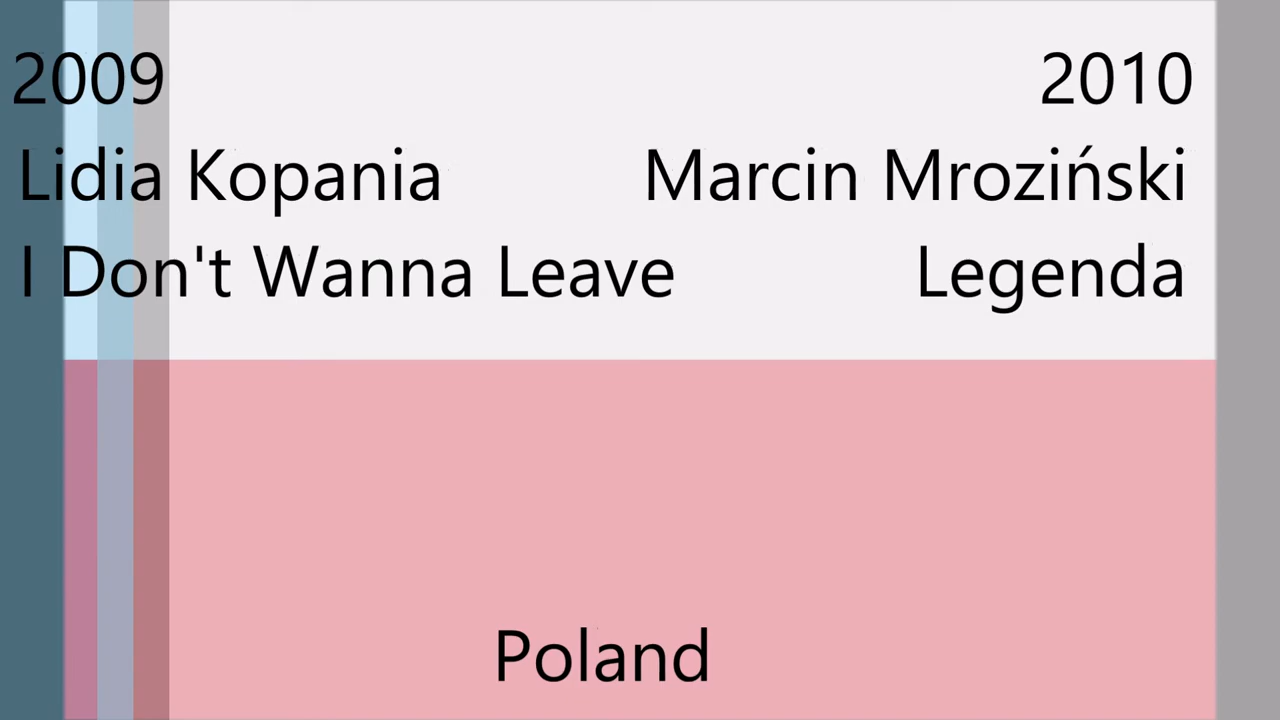 2009
Lidia Kopania
I Don't Wanna Leave
2010
Marcin Mroziński
Legenda
Poland